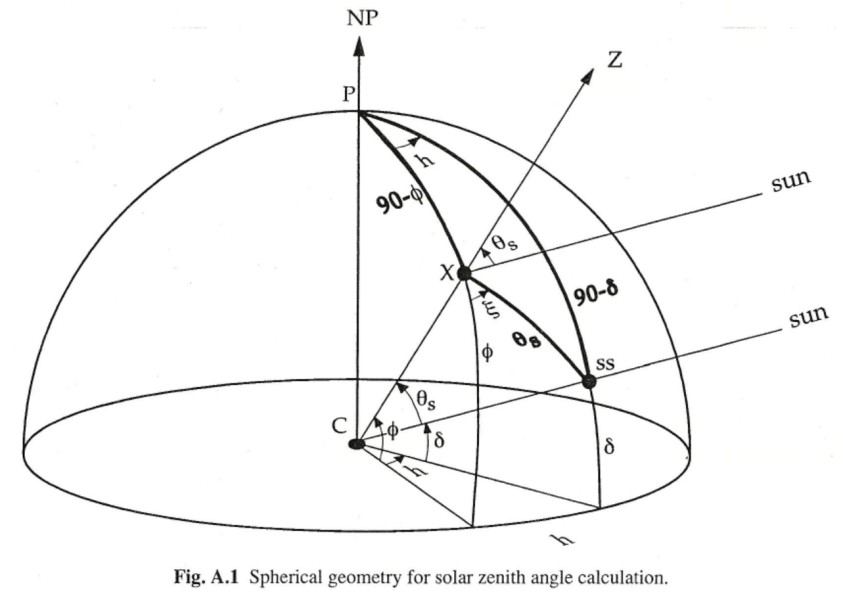 NP
Z
P
h
sun
90-ϕ
θs
X
90-δ
ξ
sun
θs
ϕ
ss
θs
C
ϕ
δ
δ
h
h
Fig. A.1 Spherical geometry for solar zenith angle calculation.